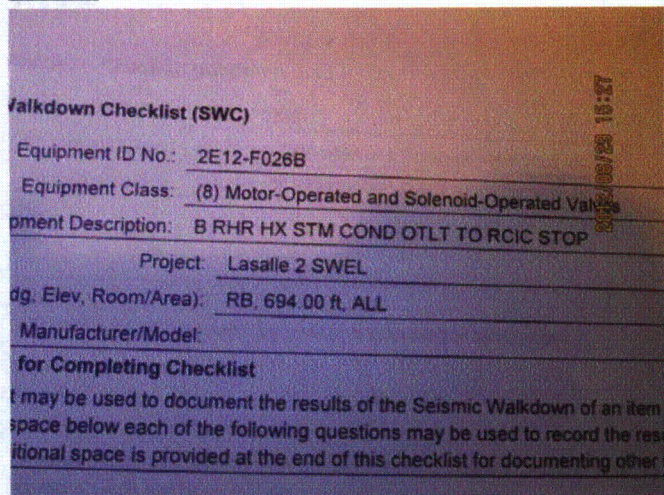 Walkdown Checklist (SWC)
Equipment ID No.: 2E12-F026B
Equipment Class: (8) Motor-Operated and Solenoid-Operated Valves
pment Description: B RHR HX STM COND OTLT TO RCIC STOP
Project: Lasalle 2 SWEL
dg, Elev, Room/Area): RB, 694.00 ft, ALL
Manufacturer/Model:
for Completing Checklist
t may be used to document the results of the Seismic Walkdown of an item
space below each of the following questions may be used to record the res
itional space is provided at the end of this checklist for documenting other